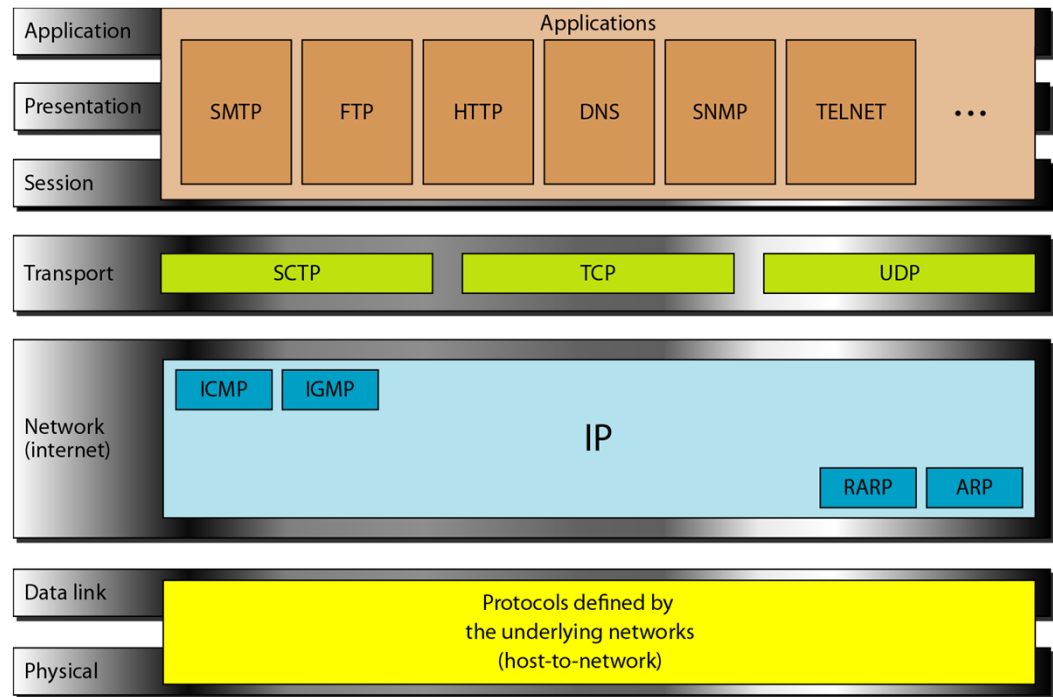 Application
Applications
Presentation
SMTP
FTP
HTTP
DNS
SNMP
TELNET
...
Session
Transport
SCTP
TCP
UDP
Network
(internet)
ICMP
IGMP
IP
RARP
ARP
Data link
Protocols defined by
the underlying networks
(host-to-network)
Physical